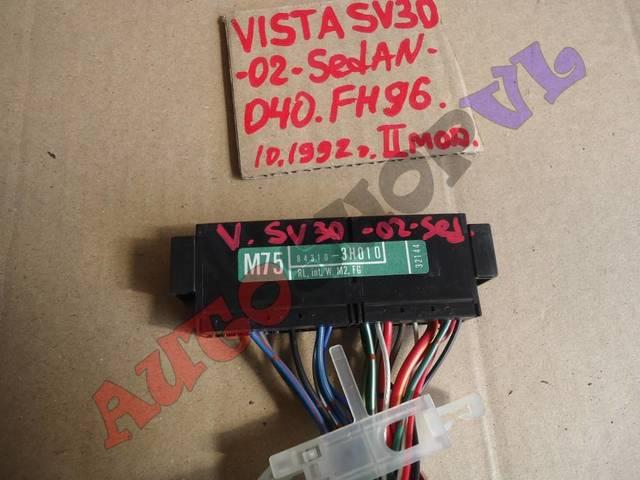 VISTA SV30
-02-SedAN-
D40.FH96.
10.1992г. II MOD.
AUTOSHOPVL
V. SV30 -02-Sed.
M75 84310-3H010
RL, int, W, M2, FG
32144